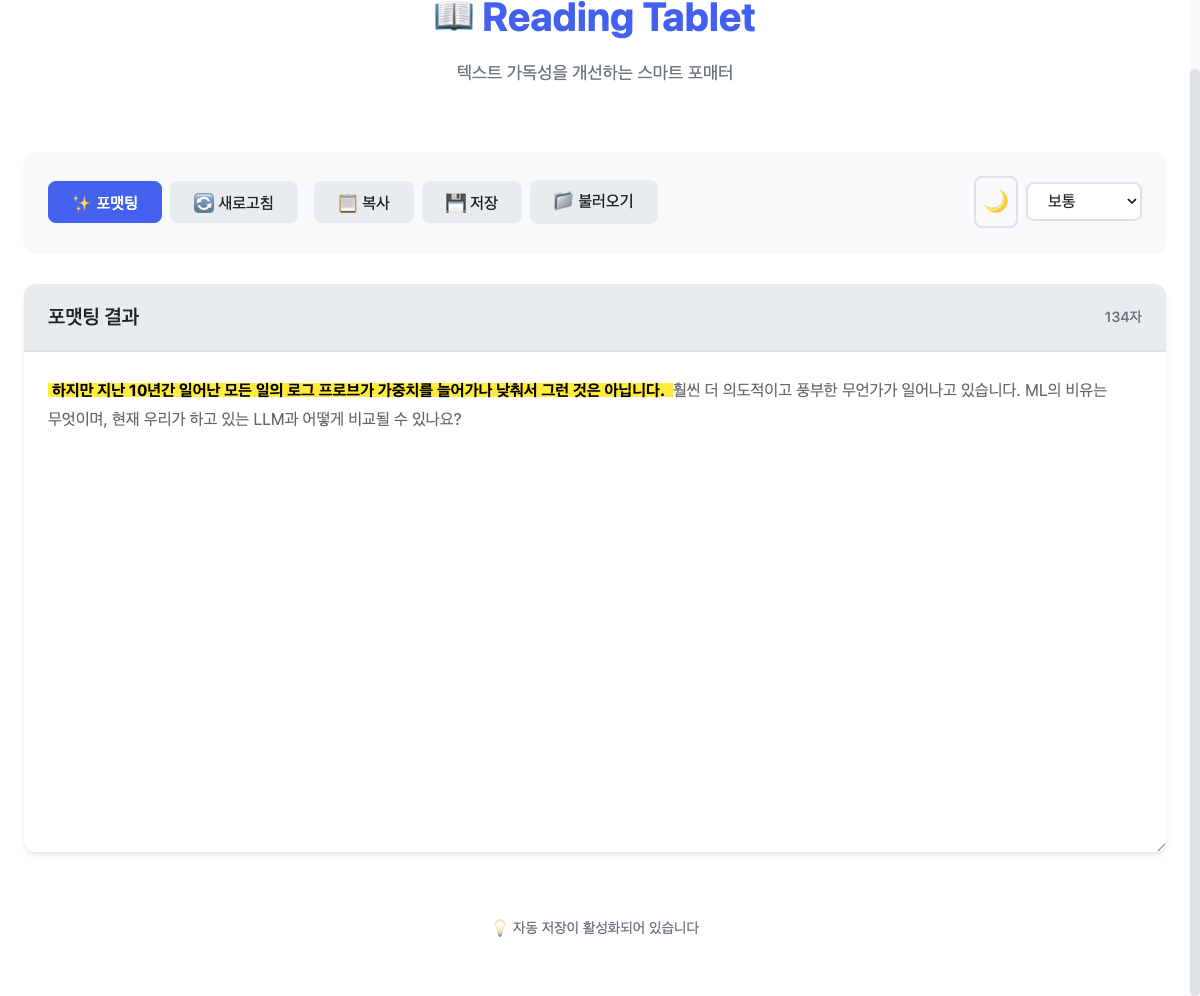 📖 Reading Tablet
텍스트 가독성을 개선하는 스마트 포매터
✨ 포맷팅 🔄 새로고침 📋 복사 💾 저장 📁 불러오기 🌙 보통
포맷팅 결과 134자
하지만 지난 10년간 일어난 모든 일의 로그 프로브가 가중치를 늘어가나 낮춰서 그런 것은 아닙니다. 훨씬 더 의도적이고 풍부한 무언가가 일어나고 있습니다. ML의 비유는
무엇이며, 현재 우리가 하고 있는 LLM과 어떻게 비교될 수 있나요?
💡 자동 저장이 활성화되어 있습니다